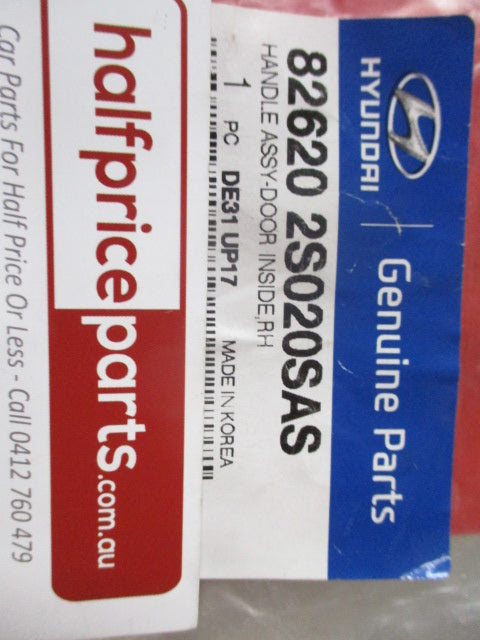 HYUNDAI | Genuine Parts
82620 2S020SAS
HANDLE ASSY-DOOR INSIDE,RH
1 PC DE31 UP17 MADE IN KOREA
halfpriceparts.com.au
Car Parts For Half Price Or Less - Call 0412 760 479